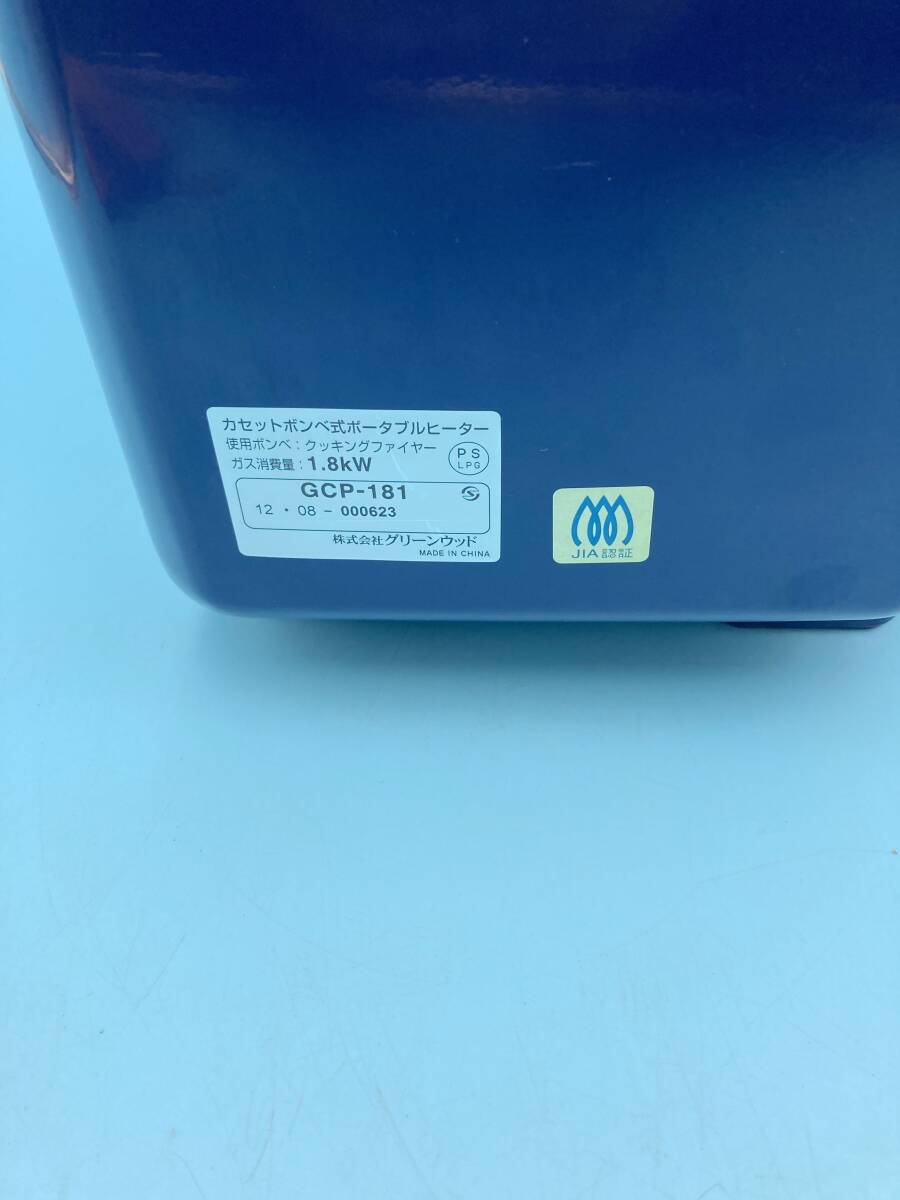 カセットボンベ式ポータブルヒーター
使用ボンベ：クッキングファイヤー
ガス消費量：1.8kW
PS
LPG
GCP-181
12・08－000623
株式会社グリーンウッド
MADE IN CHINA
JIA認証